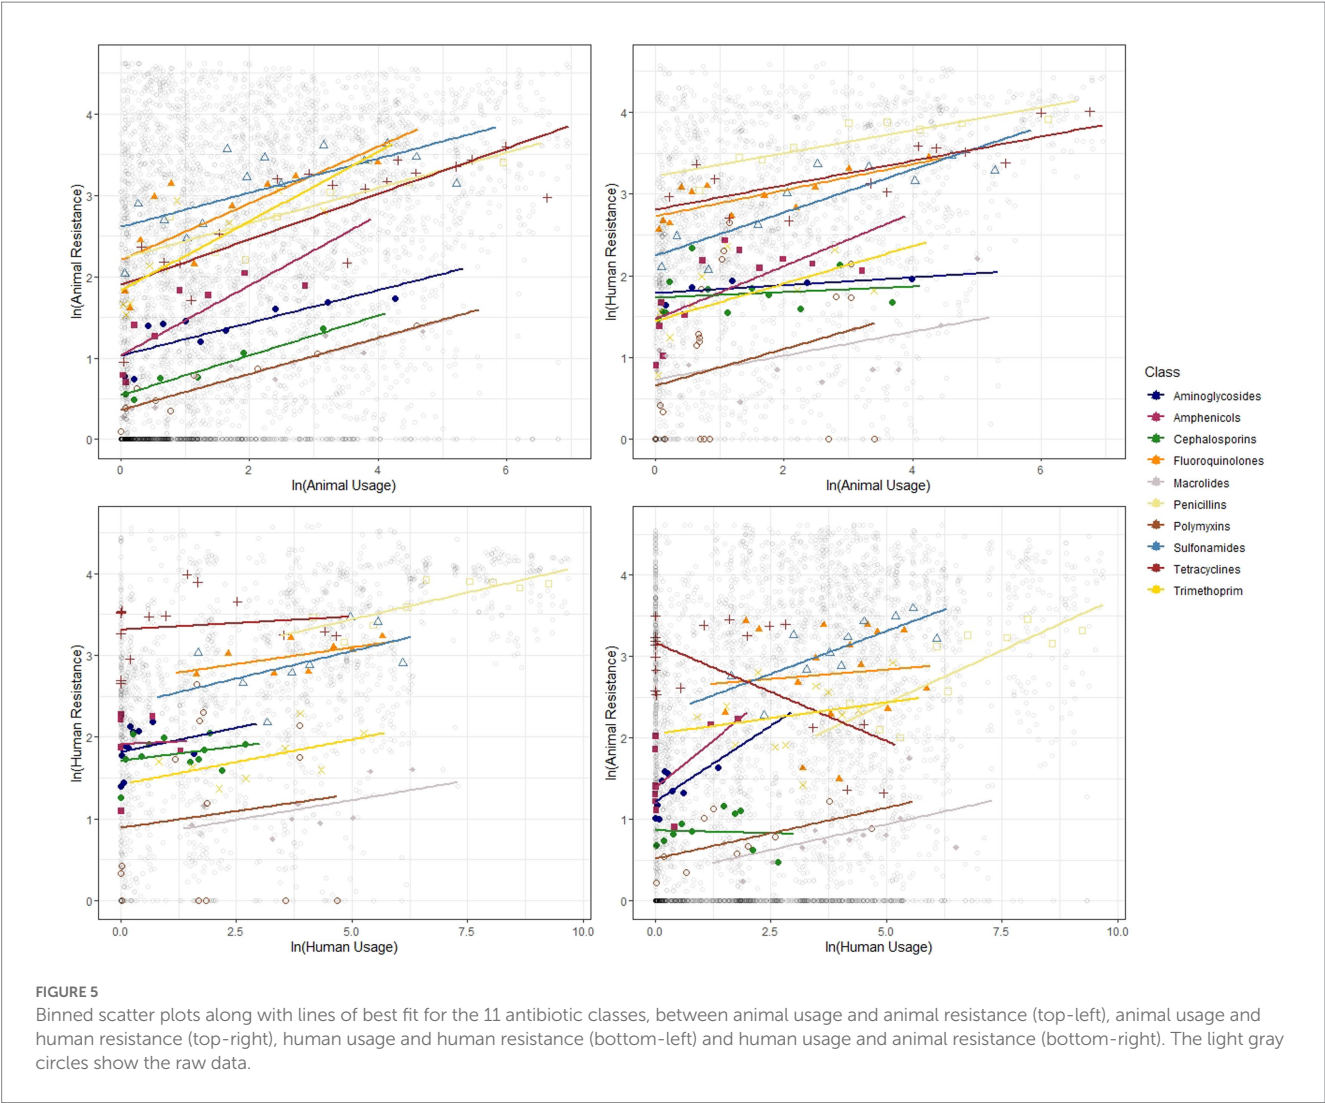 4
3
2
1
0
ln(Animal Resistance)
0
2
4
6
ln(Animal Usage)
4
3
2
1
0
ln(Human Resistance)
0
2
4
6
ln(Animal Usage)
4
3
2
1
0
ln(Human Resistance)
0.0
2.5
5.0
7.5
10.0
ln(Human Usage)
4
3
2
1
0
ln(Animal Resistance)
0.0
2.5
5.0
7.5
10.0
ln(Human Usage)
Class
Aminoglycosides
Amphenicols
Cephalosporins
Fluoroquinolones
Macrolides
Penicillins
Polymyxins
Sulfonamides
Tetracyclines
Trimethoprim
FIGURE 5
Binned scatter plots along with lines of best fit for the 11 antibiotic classes, between animal usage and animal resistance (top-left), animal usage and
human resistance (top-right), human usage and human resistance (bottom-left) and human usage and animal resistance (bottom-right). The light gray
circles show the raw data.